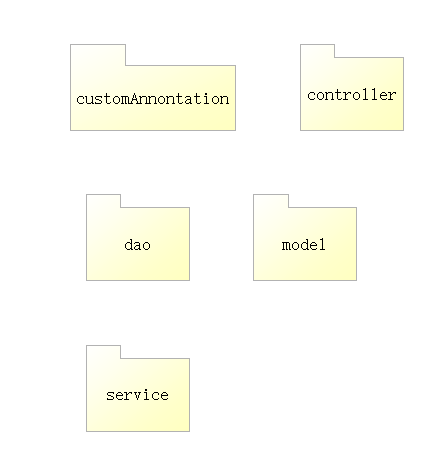 customAnnontation
controller
dao
model
service